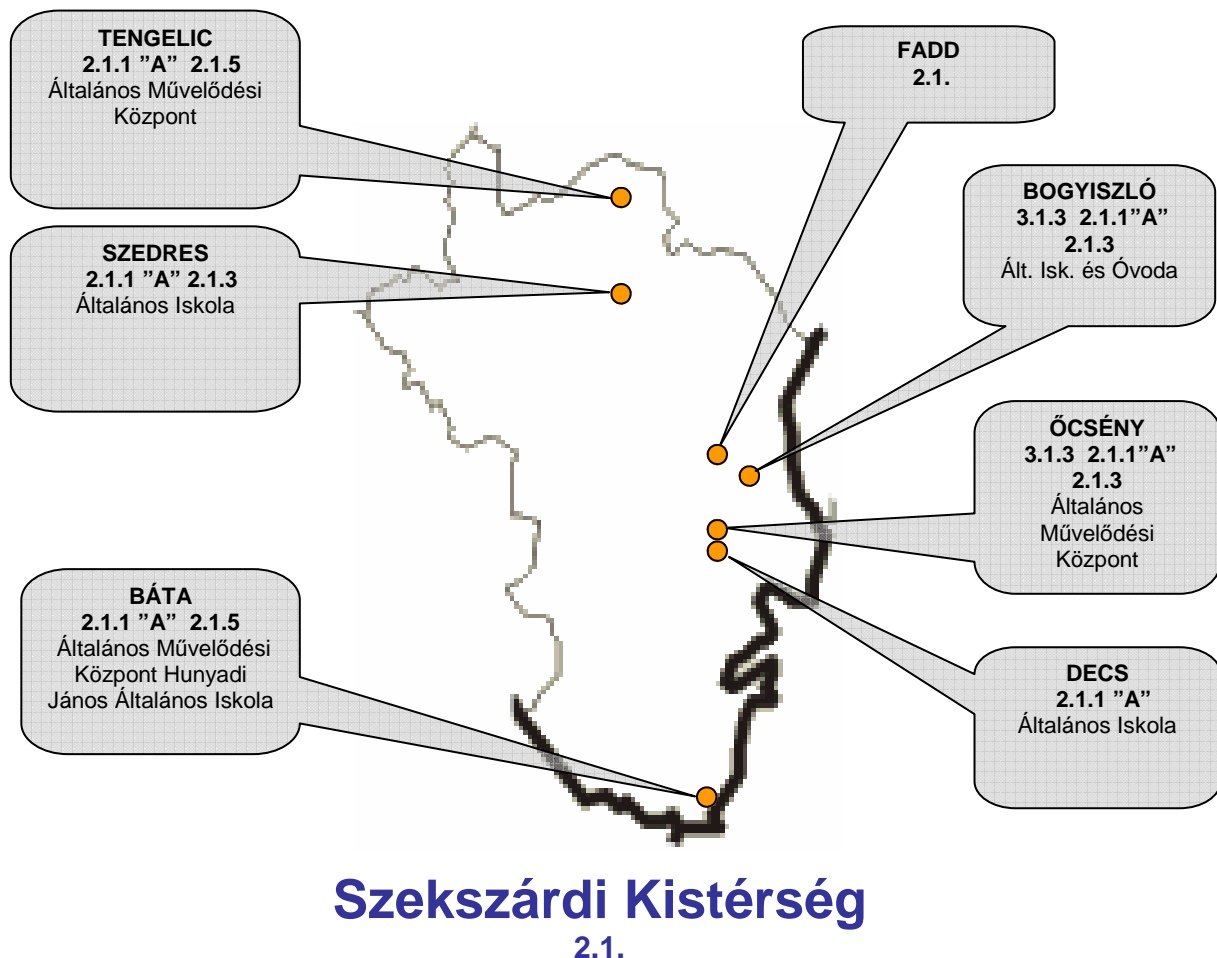 TENGELIC
2.1.1 ”A” 2.1.5
Általános Művelődési
Központ
FADD
2.1.
BOGYISZLÓ
3.1.3 2.1.1”A”
2.1.3
Ált. Isk. és Óvoda
SZEDRES
2.1.1 ”A” 2.1.3
Általános Iskola
ŐCSÉNY
3.1.3 2.1.1”A”
2.1.3
Általános
Művelődési
Központ
BÁTA
2.1.1 ”A” 2.1.5
Általános Művelődési
Központ Hunyadi
János Általános Iskola
DECS
2.1.1 ”A”
Általános Iskola
Szekszárdi Kistérség
2.1.